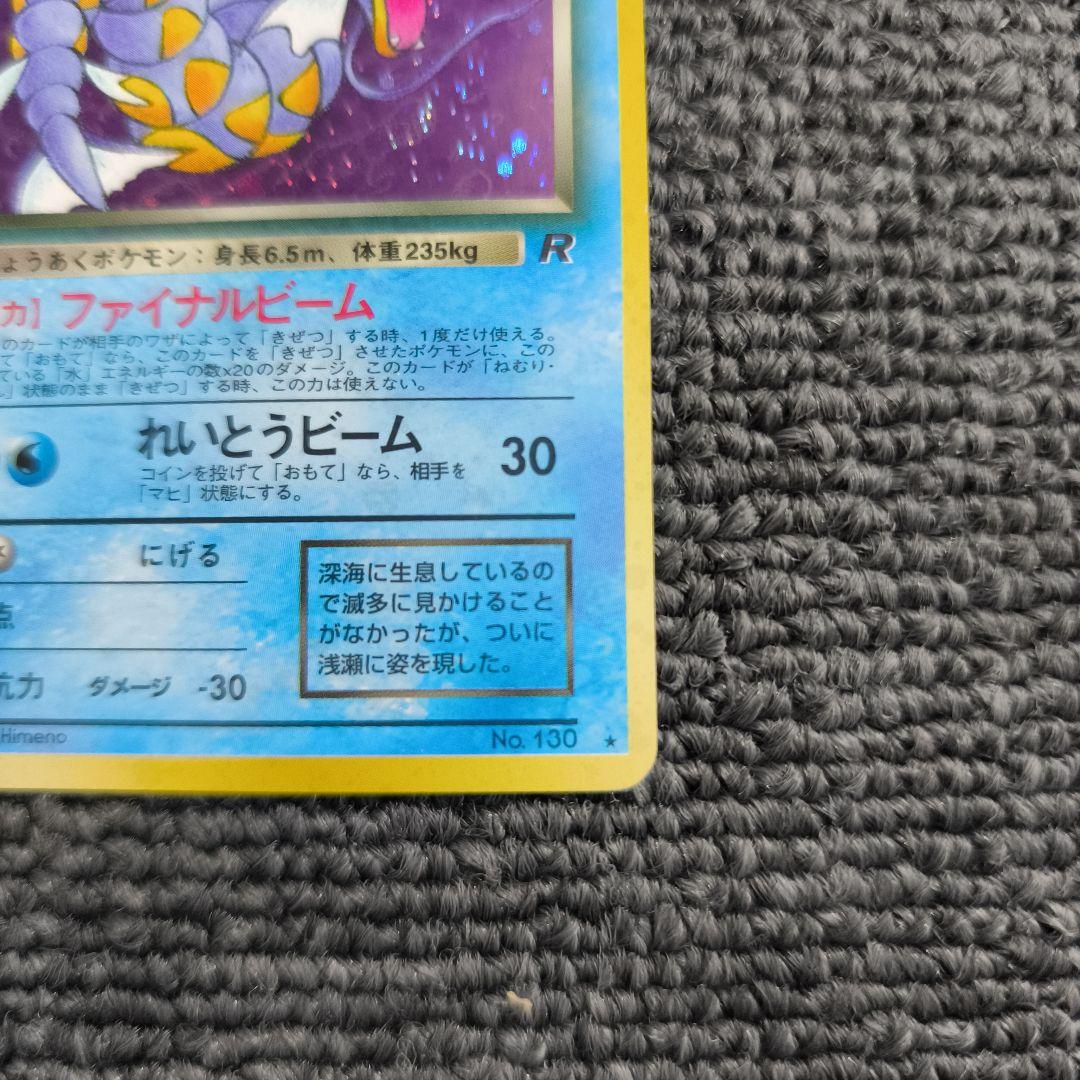 ょうあくポケモン：身長6.5m、体重235kg R
カ】ファイナルビーム
のカードが相手のワザによって「きぜつ」する時、1度だけ使える。
て「おもて」なら、このカードを「きぜつ」させたポケモンに、この
ている「水」エネルギーの数x20のダメージ。このカードが「ねむり・
」状態のまま「きぜつ」する時、この力は使えない。
れいとうビーム 30
コインを投げて「おもて」なら、相手を
「マヒ」状態にする。
にげる
点
抗力 ダメージ -30
深海に生息しているの
で滅多に見かけること
がなかったが、ついに
浅瀬に姿を現した。
Himeno
No. 130 ★